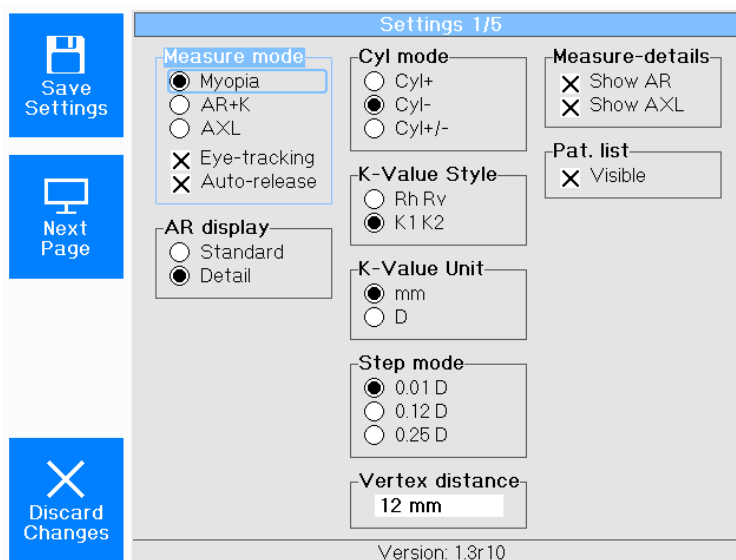 Settings 1/5
Save
Settings
Next
Page
Discard
Changes
Measure mode
Myopia
AR+K
AXL
Eye-tracking
Auto-release
AR display
Standard
Detail
Cyl mode
Cyl+
Cyl-
Cyl+/-
K-Value Style
Rh Rv
K1 K2
K-Value Unit
mm
D
Step mode
0.01 D
0.12 D
0.25 D
Vertex distance
12 mm
Measure-details
Show AR
Show AXL
Pat. list
Visible
Version: 1.3r10